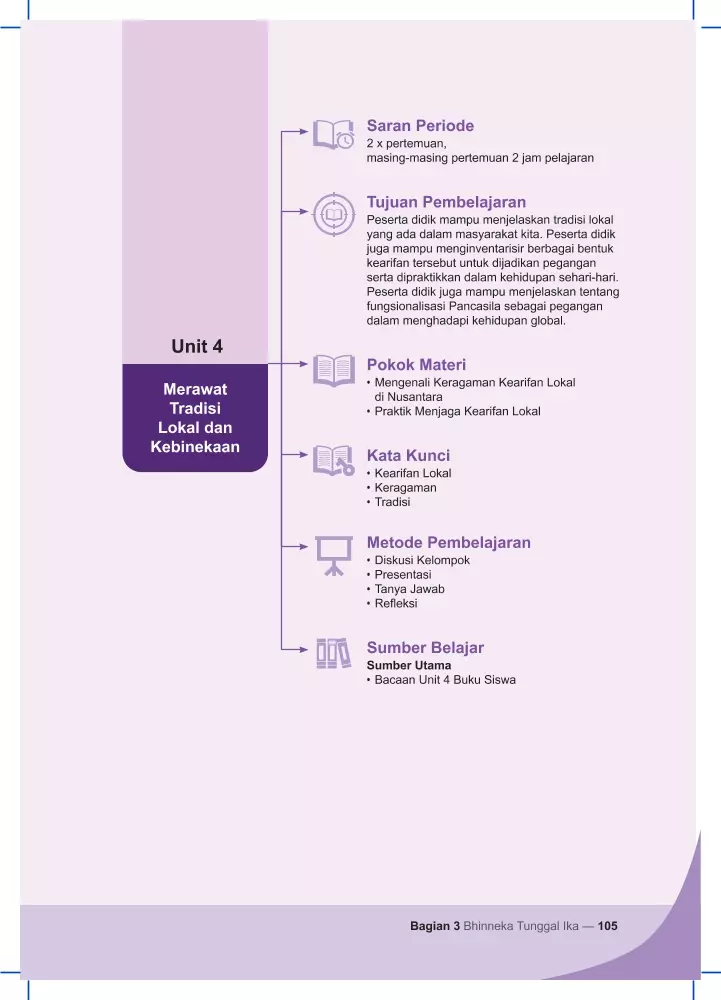 Unit 4
Merawat
Tradisi
Lokal dan
Kebinekaan
Saran Periode
2 x pertemuan,
masing-masing pertemuan 2 jam pelajaran
Tujuan Pembelajaran
Peserta didik mampu menjelaskan tradisi lokal
yang ada dalam masyarakat kita. Peserta didik
juga mampu menginventarisir berbagai bentuk
kearifan tersebut untuk dijadikan pegangan
serta dipraktikkan dalam kehidupan sehari-hari.
Peserta didik juga mampu menjelaskan tentang
fungsionalisasi Pancasila sebagai pegangan
dalam menghadapi kehidupan global.
Pokok Materi
• Mengenali Keragaman Kearifan Lokal
di Nusantara
• Praktik Menjaga Kearifan Lokal
Kata Kunci
• Kearifan Lokal
• Keragaman
• Tradisi
Metode Pembelajaran
• Diskusi Kelompok
• Presentasi
• Tanya Jawab
• Refleksi
Sumber Belajar
Sumber Utama
• Bacaan Unit 4 Buku Siswa
Bagian 3 Bhinneka Tunggal Ika — 105